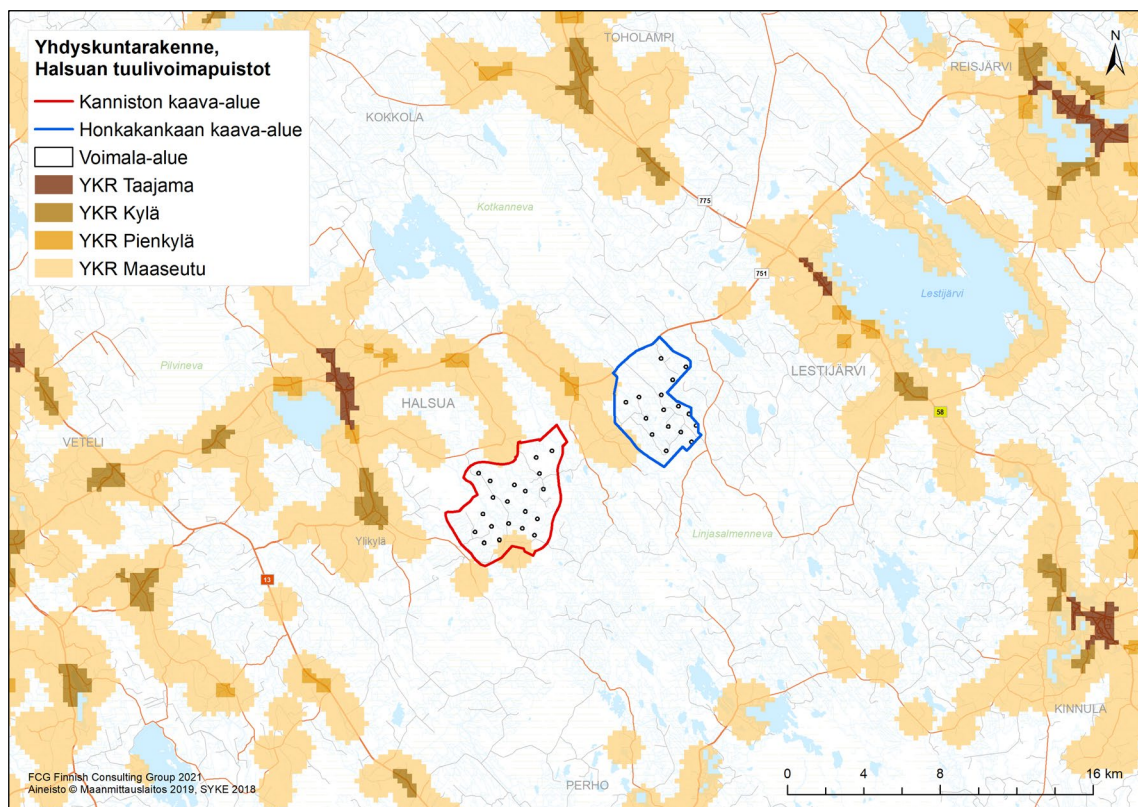 Yhdyskuntarakenne,
Halsuan tuulivoimapuistot
Kanniston kaava-alue
Honkakankaan kaava-alue
Voimala-alue
YKR Taajama
YKR Kylä
YKR Pienkylä
YKR Maaseutu
TOHOLAMPI
REISJÄRVI
N
KOKKOLA
Kotkanneva
775
751
Lestijärvi
Pilvineva
LESTIJÄRVI
HALSUA
58
VETELI
Ylikylä
Linjasalmenneva
13
KINNULA
PERHO
FCG Finnish Consulting Group 2021
Aineisto © Maanmittauslaitos 2019, SYKE 2018
0 4 8 16 km